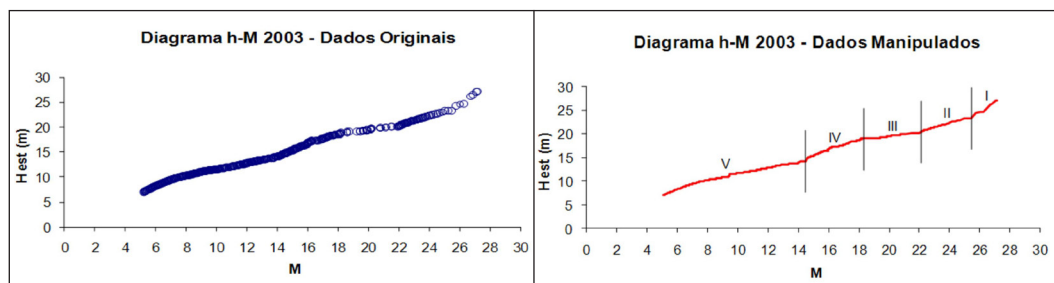 Diagrama h-M 2003 - Dados Originais
Hest (m)
30
25
20
15
10
5
0
0 2 4 6 8 10 12 14 16 18 20 22 24 26 28 30
M
Diagrama h-M 2003 - Dados Manipulados
Hest (m)
30
25
20
15
10
5
0
I
II
III
IV
V
0 2 4 6 8 10 12 14 16 18 20 22 24 26 28 30
M